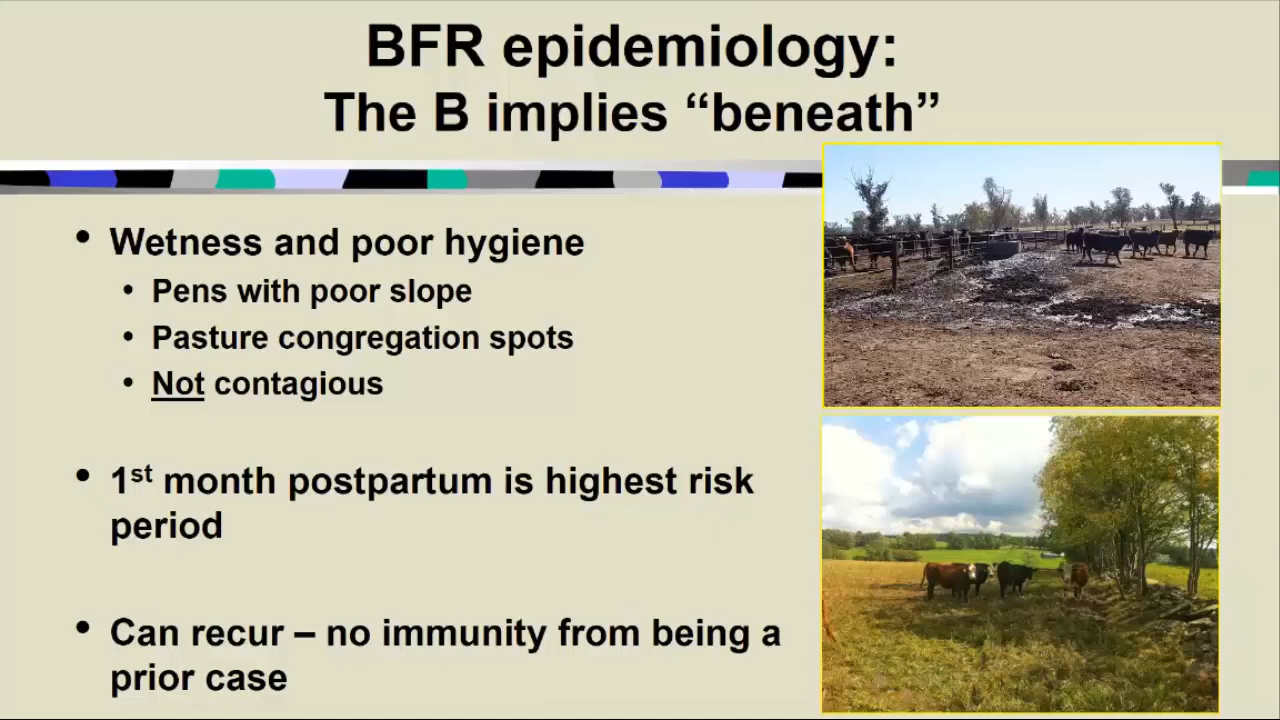 BFR epidemiology:
The B implies “beneath”
• Wetness and poor hygiene
• Pens with poor slope
• Pasture congregation spots
• Not contagious
• 1st month postpartum is highest risk
period
• Can recur – no immunity from being a
prior case